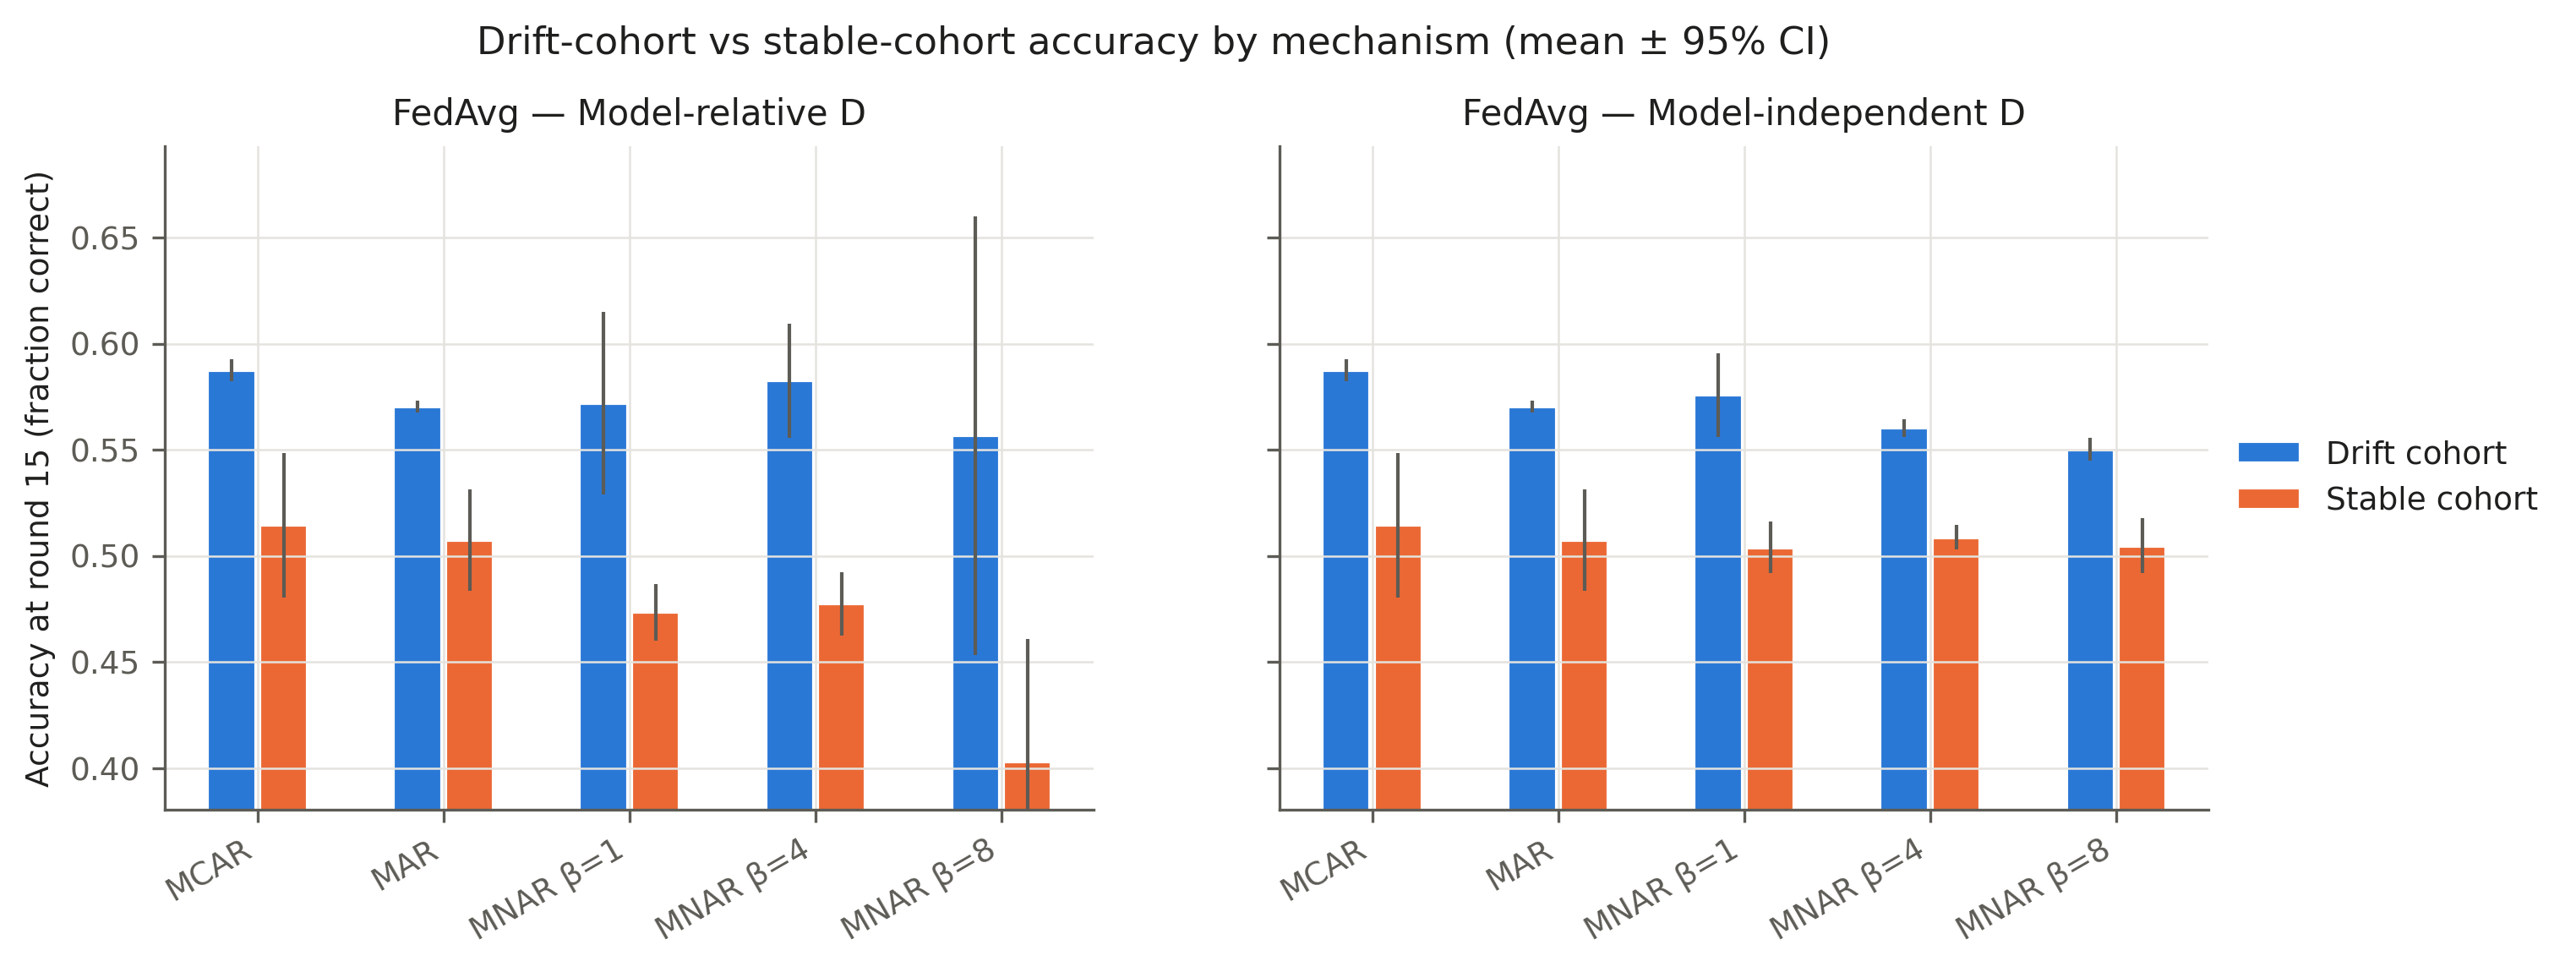 Drift-cohort vs stable-cohort accuracy by mechanism (mean ± 95% CI)
FedAvg — Model-relative D
FedAvg — Model-independent D
Accuracy at round 15 (fraction correct)
0.65
0.60
0.55
0.50
0.45
0.40
MCAR
MAR
MNAR β=1
MNAR β=4
MNAR β=8
MCAR
MAR
MNAR β=1
MNAR β=4
MNAR β=8
Drift cohort
Stable cohort